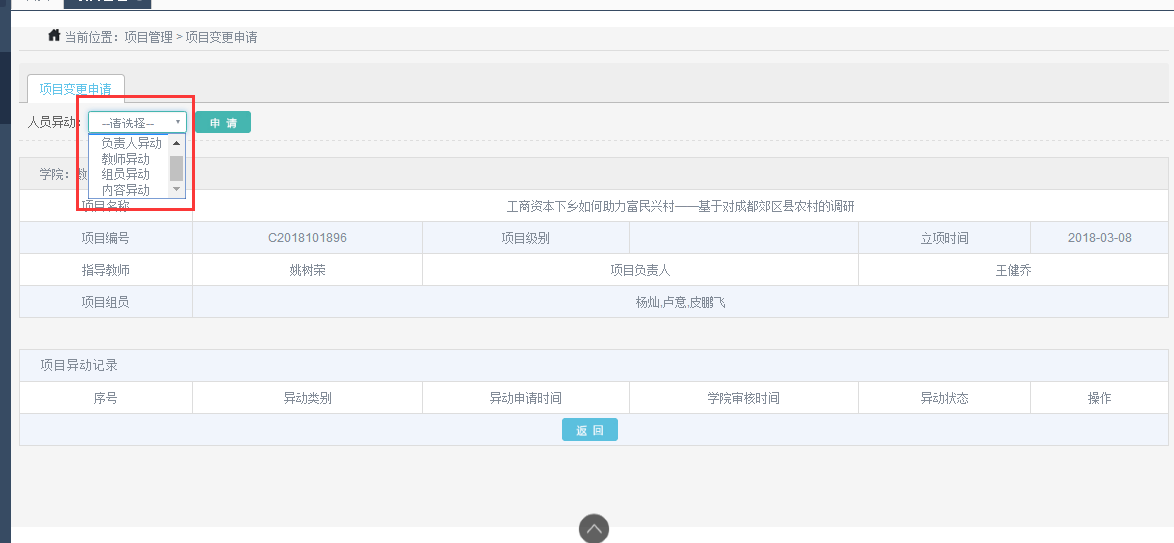 当前位置：项目管理 > 项目变更申请
项目变更申请
人员异动： --请选择-- 申 请
负责人异动
教师异动
组员异动
内容异动
学院：
项目名称 工商资本下乡如何助力富民兴村——基于对成都郊区县农村的调研
项目编号 C2018101896 项目级别 立项时间 2018-03-08
指导教师 姚树荣 项目负责人 王健乔
项目组员 杨灿,卢意,皮鹏飞
项目异动记录
序号 异动类别 异动申请时间 学院审核时间 异动状态 操作
返 回